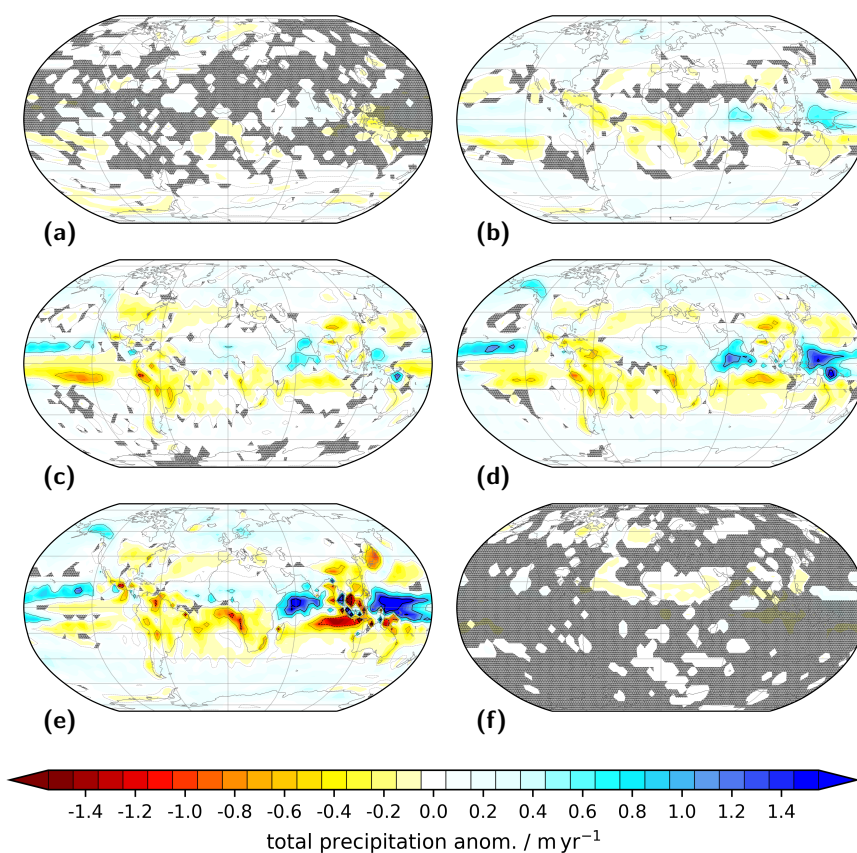 (a)
(b)
(c)
(d)
(e)
(f)
-1.4 -1.2 -1.0 -0.8 -0.6 -0.4 -0.2 0.0 0.2 0.4 0.6 0.8 1.0 1.2 1.4
total precipitation anom. / m yr⁻¹